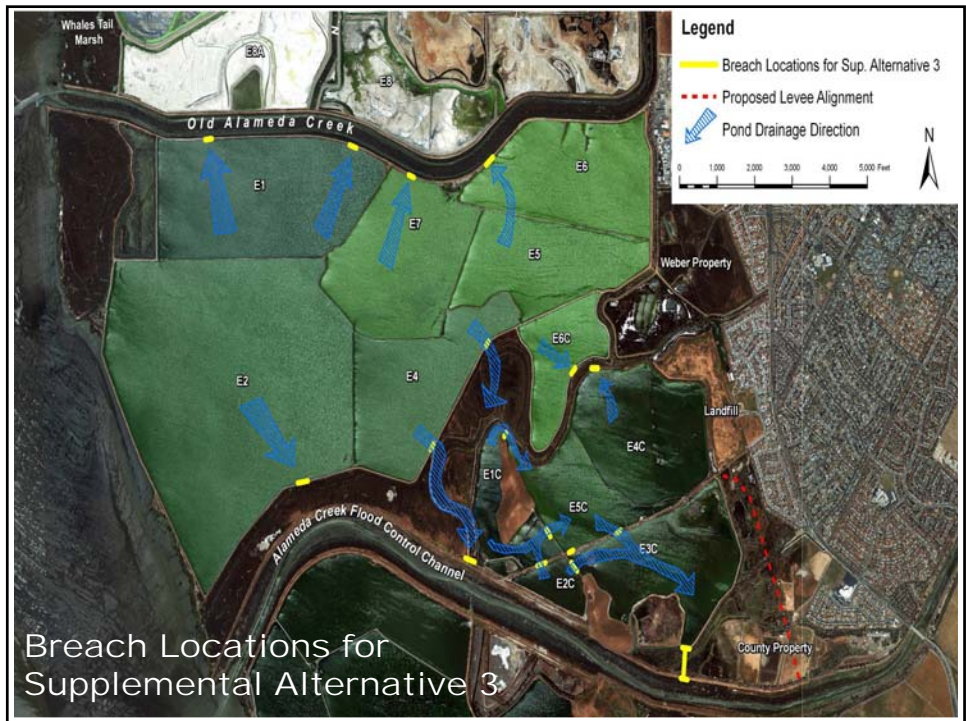 Whales Tail
Marsh
E8A
N
E8
Old Alameda Creek
E1
E7
E6
E5
Weber Property
E6C
E2
E4
Landfill
E4C
E1C
E5C
E3C
E2C
Alameda Creek Flood Control Channel
County Property
Legend
Breach Locations for Sup. Alternative 3
Proposed Levee Alignment
Pond Drainage Direction
N
0 1,000 2,000 3,000 4,000 5,000 Feet
Breach Locations for
Supplemental Alternative 3